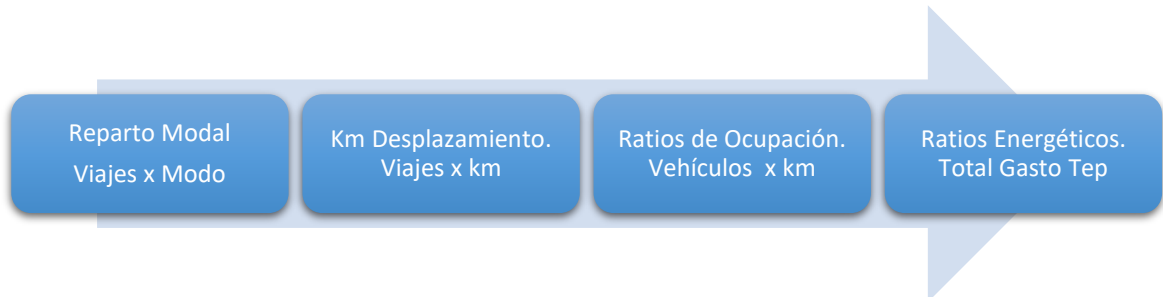 Reparto Modal
Viajes x Modo
Km Desplazamiento.
Viajes x km
Ratios de Ocupación.
Vehículos x km
Ratios Energéticos.
Total Gasto Tep